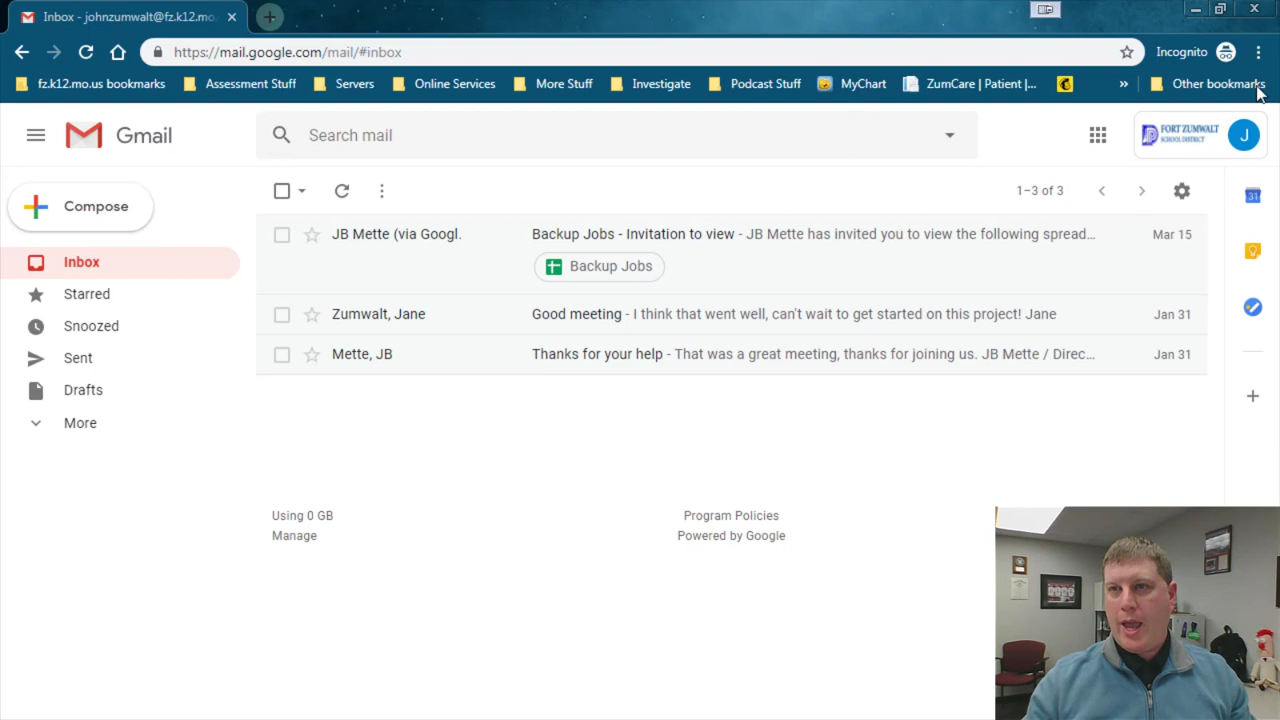 Inbox - johnzumwalt@fz.k12.mo.
https://mail.google.com/mail/#inbox
Incognito
fz.k12.mo.us bookmarks
Assessment Stuff
Servers
Online Services
More Stuff
Investigate
Podcast Stuff
MyChart
ZumCare | Patient |...
»
Other bookmarks
Gmail
Search mail
FORT ZUMWALT
SCHOOL DISTRICT
J
Compose
1–3 of 3
31
Inbox
Starred
Snoozed
Sent
Drafts
More
JB Mette (via Googl. Backup Jobs - Invitation to view - JB Mette has invited you to view the following spread... Mar 15
Backup Jobs
Zumwalt, Jane Good meeting - I think that went well, can't wait to get started on this project! Jane Jan 31
Mette, JB Thanks for your help - That was a great meeting, thanks for joining us. JB Mette / Direc... Jan 31
Using 0 GB
Manage
Program Policies
Powered by Google